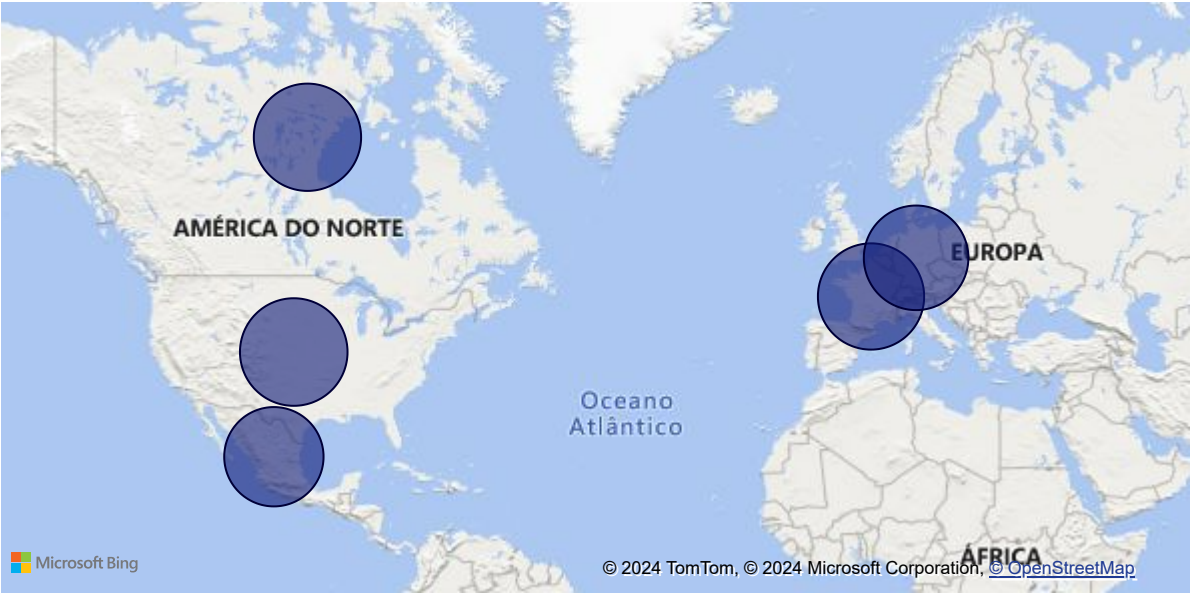 AMÉRICA DO NORTE
EUROPA
Oceano
Atlântico
ÁFRICA
Microsoft Bing
© 2024 TomTom, © 2024 Microsoft Corporation, © OpenStreetMap